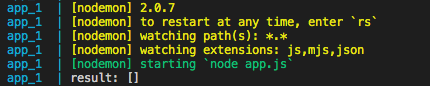 app_1  | [nodemon] 2.0.7
app_1  | [nodemon] to restart at any time, enter `rs`
app_1  | [nodemon] watching path(s): *.*
app_1  | [nodemon] watching extensions: js,mjs,json
app_1  | [nodemon] starting `node app.js`
app_1  | result: []